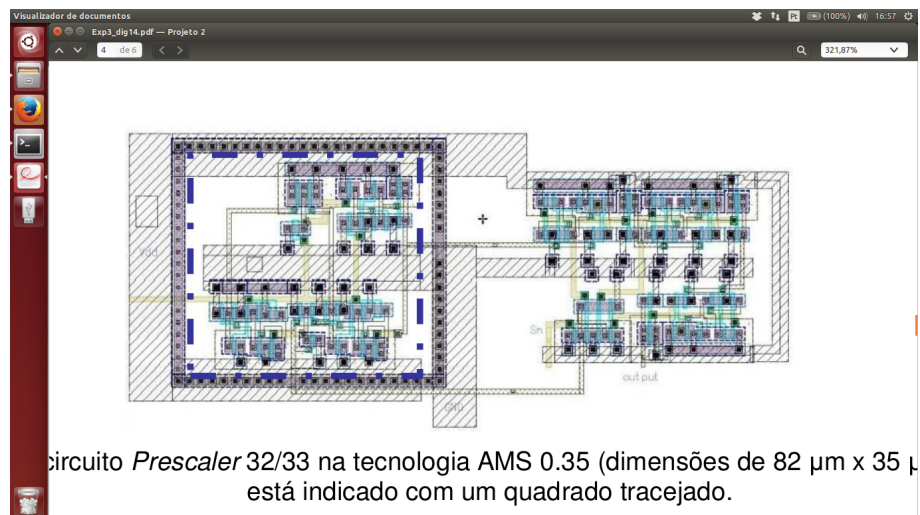 Visualizador de documentos
Pt (100%) 16:57
Exp3_dig14.pdf — Projeto 2
4 de 6
321,87%
Vdd
Sn
output
GND
circuito Prescaler 32/33 na tecnologia AMS 0.35 (dimensões de 82 µm x 35 µ
está indicado com um quadrado tracejado.